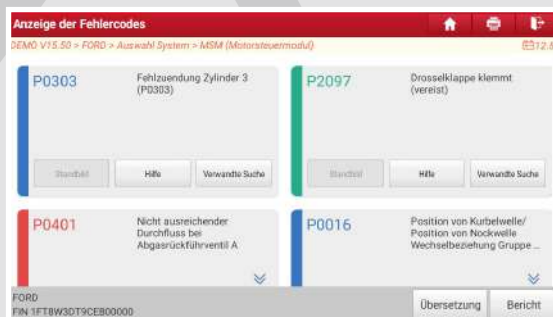 Anzeige der Fehlercodes
DEMO V15.50 > FORD > Auswahl System > MSM (Motorsteuermodul)
12.8
P0303
Fehlzuendung Zylinder 3
(P0303)
Standbild
Hilfe
Verwandte Suche
P2097
Drosselklappe klemmt
(vereist)
Standbild
Hilfe
Verwandte Suche
P0401
Nicht ausreichender
Durchfluss bei
Abgasrückführventil A
P0016
Position von Kurbelwelle/
Position von Nockwelle
Wechselbeziehung Gruppe ...
FORD
FIN 1FT8W3DT9CEB00000
Übersetzung
Bericht